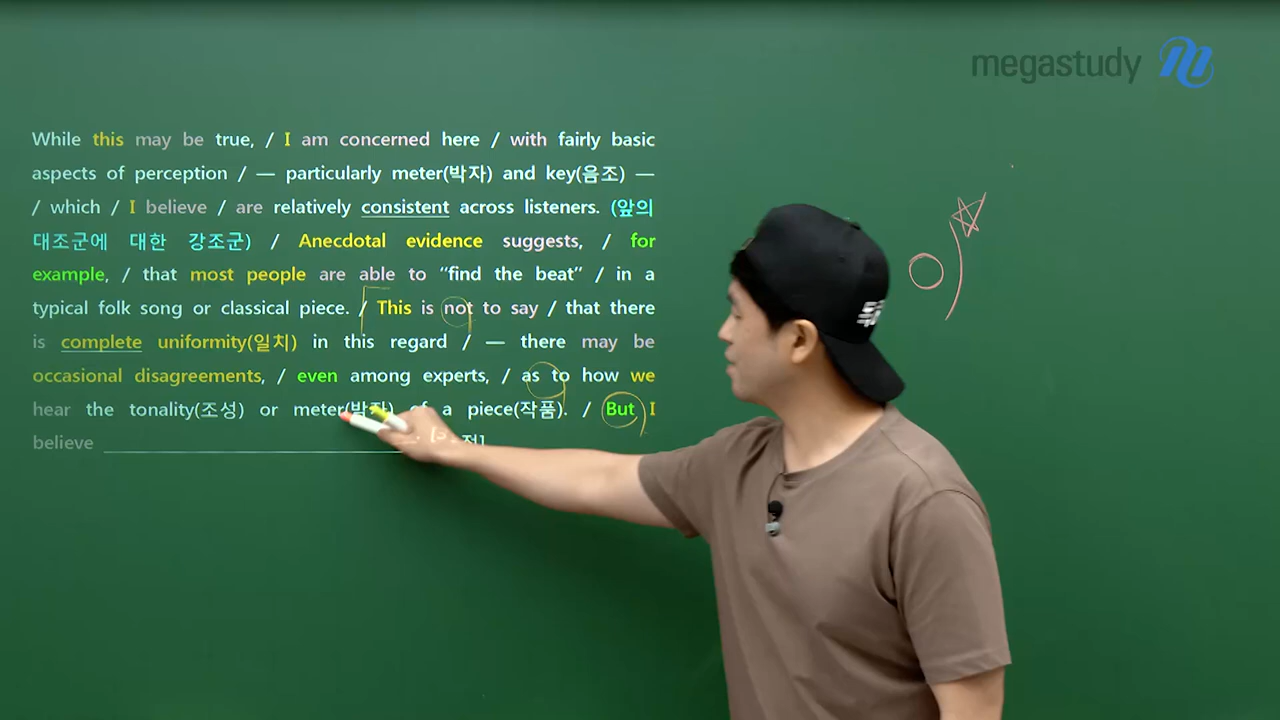 megastudy
While this may be true, / I am concerned here / with fairly basic
aspects of perception / — particularly meter(박자) and key(음조) —
/ which / I believe / are relatively consistent across listeners. (앞의
대조군에 대한 강조군) / Anecdotal evidence suggests, / for
example, / that most people are able to “find the beat” / in a
typical folk song or classical piece. / This is not to say / that there
is complete uniformity(일치) in this regard / — there may be
occasional disagreements, / even among experts, / as to how we
hear the tonality(조성) or meter(박자) of a piece(작품). / But I
believe